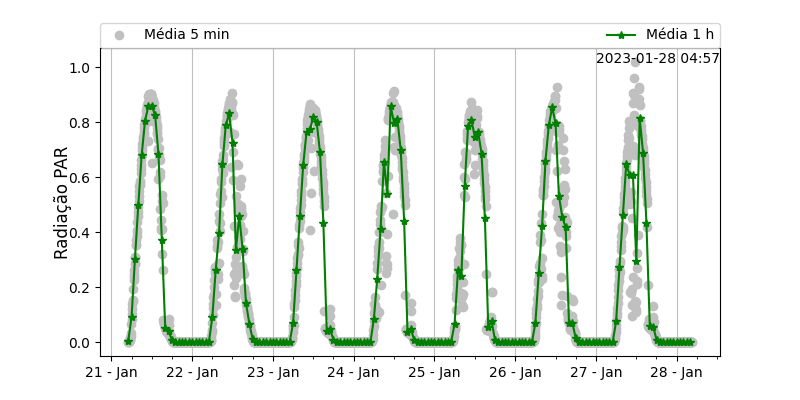 Média 5 min
Média 1 h
2023-01-28 04:57
Radiação PAR
1.0
0.8
0.6
0.4
0.2
0.0
21 - Jan
22 - Jan
23 - Jan
24 - Jan
25 - Jan
26 - Jan
27 - Jan
28 - Jan